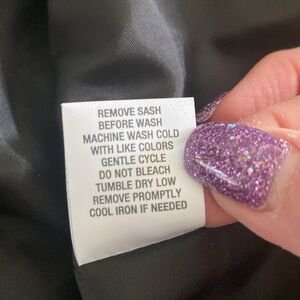 REMOVE SASH
BEFORE WASH
MACHINE WASH COLD
WITH LIKE COLORS
GENTLE CYCLE
DO NOT BLEACH
TUMBLE DRY LOW
REMOVE PROMPTLY
COOL IRON IF NEEDED